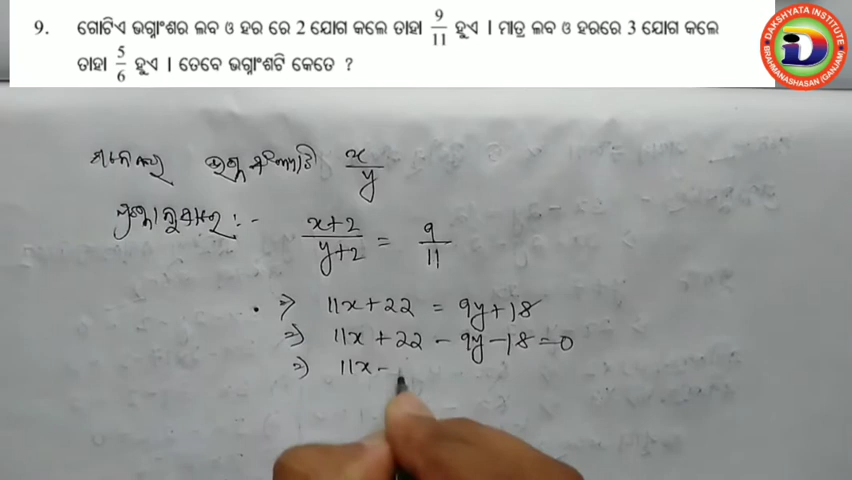 9. ଗୋଟିଏ ଭଗ୍ନାଂଶର ଲବ ଓ ହର ରେ 2 ଯୋଗ କଲେ ତାହା 9/11 ହୁଏ । ମାତ୍ର ଲବ ଓ ହରରେ 3 ଯୋଗ କଲେ
ତାହା 5/6 ହୁଏ । ତେବେ ଭଗ୍ନାଂଶଟି କେତେ ?
DAKSHYATA INSTITUTE
BRAHMANASHASAN (GANJAM)
ମନେକର ଭଗ୍ନାଂଶଟି x/y
ପ୍ରଶ୍ନାନୁସାରେ :-
x+2/y+2 = 9/11
⇒ 11x+22 = 9y+18
⇒ 11x + 22 - 9y - 18 = 0
⇒ 11x -